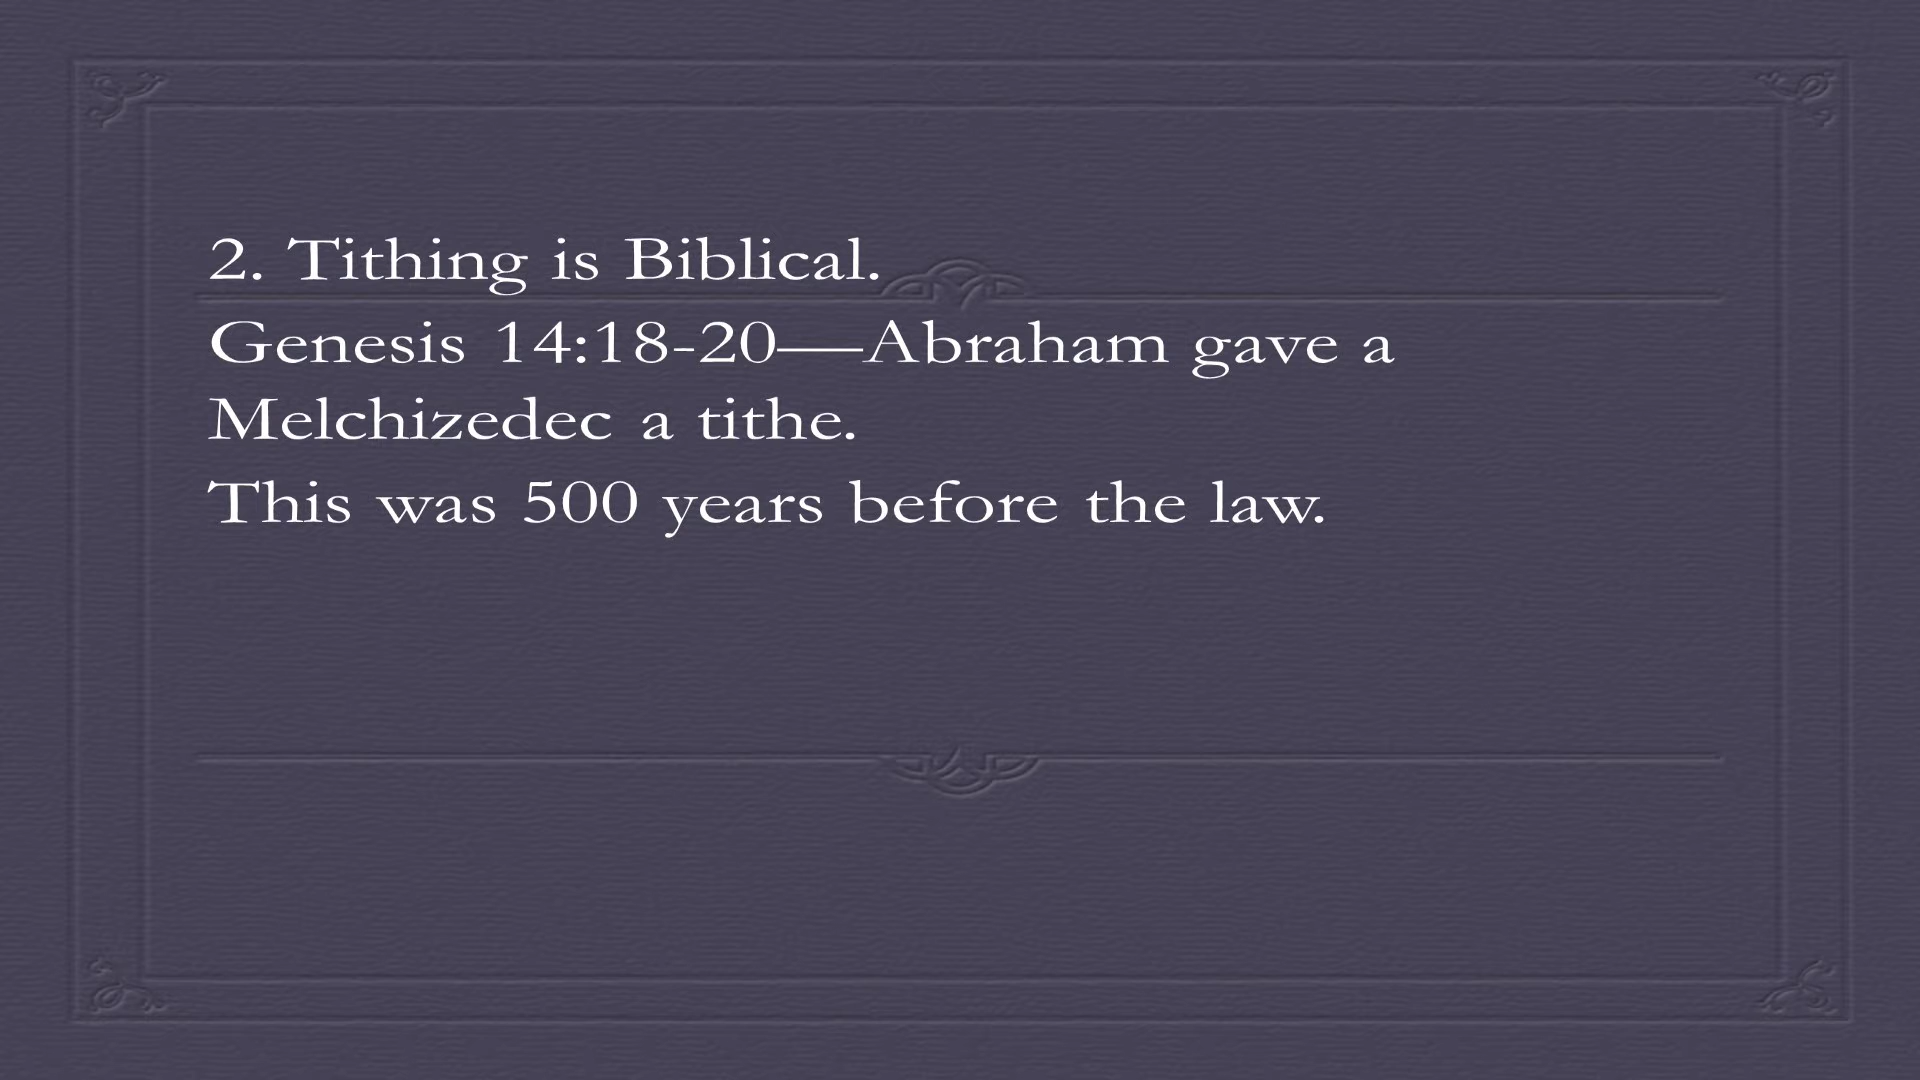 2. Tithing is Biblical.
Genesis 14:18-20—Abraham gave a
Melchizedec a tithe.
This was 500 years before the law.